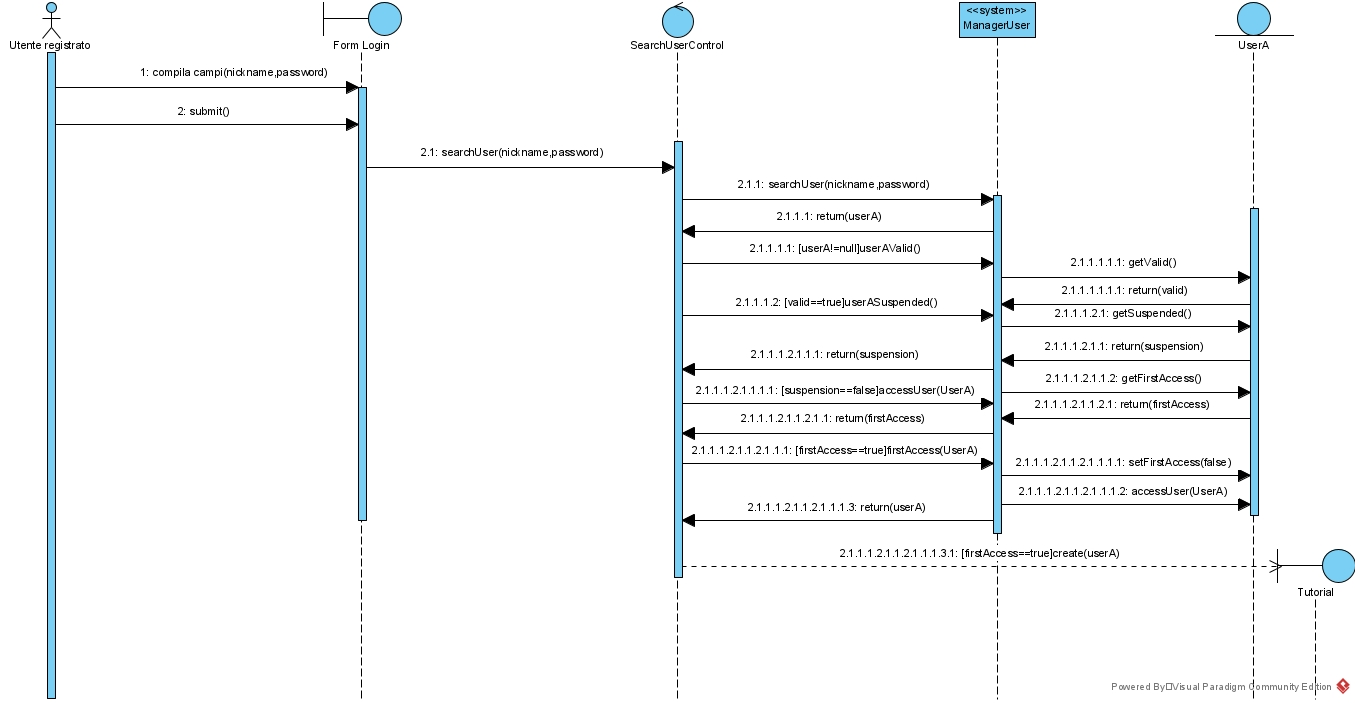 <<system>>
ManagerUser
Utente registrato
Form Login
SearchUserControl
UserA
1: compila campi(nickname,password)
2: submit()
2.1: searchUser(nickname,password)
2.1.1: searchUser(nickname,password)
2.1.1.1: return(userA)
2.1.1.1.1: [userA!=null]userAValid()
2.1.1.1.1.1: getValid()
2.1.1.1.1.1.1: return(valid)
2.1.1.1.2: [valid==true]userASuspended()
2.1.1.1.2.1: getSuspended()
2.1.1.1.2.1.1: return(suspension)
2.1.1.1.2.1.1.1: return(suspension)
2.1.1.1.2.1.1.2: getFirstAccess()
2.1.1.1.2.1.1.1.1: [suspension==false]accessUser(UserA)
2.1.1.1.2.1.1.2.1: return(firstAccess)
2.1.1.1.2.1.1.2.1.1: return(firstAccess)
2.1.1.1.2.1.1.2.1.1.1: [firstAccess==true]firstAccess(UserA)
2.1.1.1.2.1.1.2.1.1.1.1: setFirstAccess(false)
2.1.1.1.2.1.1.2.1.1.1.2: accessUser(UserA)
2.1.1.1.2.1.1.2.1.1.1.3: return(userA)
2.1.1.1.2.1.1.2.1.1.1.3.1: [firstAccess==true]create(userA)
Tutorial
Powered By Visual Paradigm Community Edition